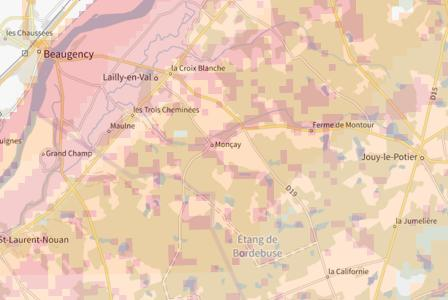 les Chaussées
Beaugency
la Croix Blanche
Lailly-en-Val
D15
les Trois Cheminées
Maulne
Ferme de Montour
Monçay
Grand Champ
Jouy-le-Potier
D19
la Jumelière
St-Laurent-Nouan
Étang de
Bordebuse
la Californie